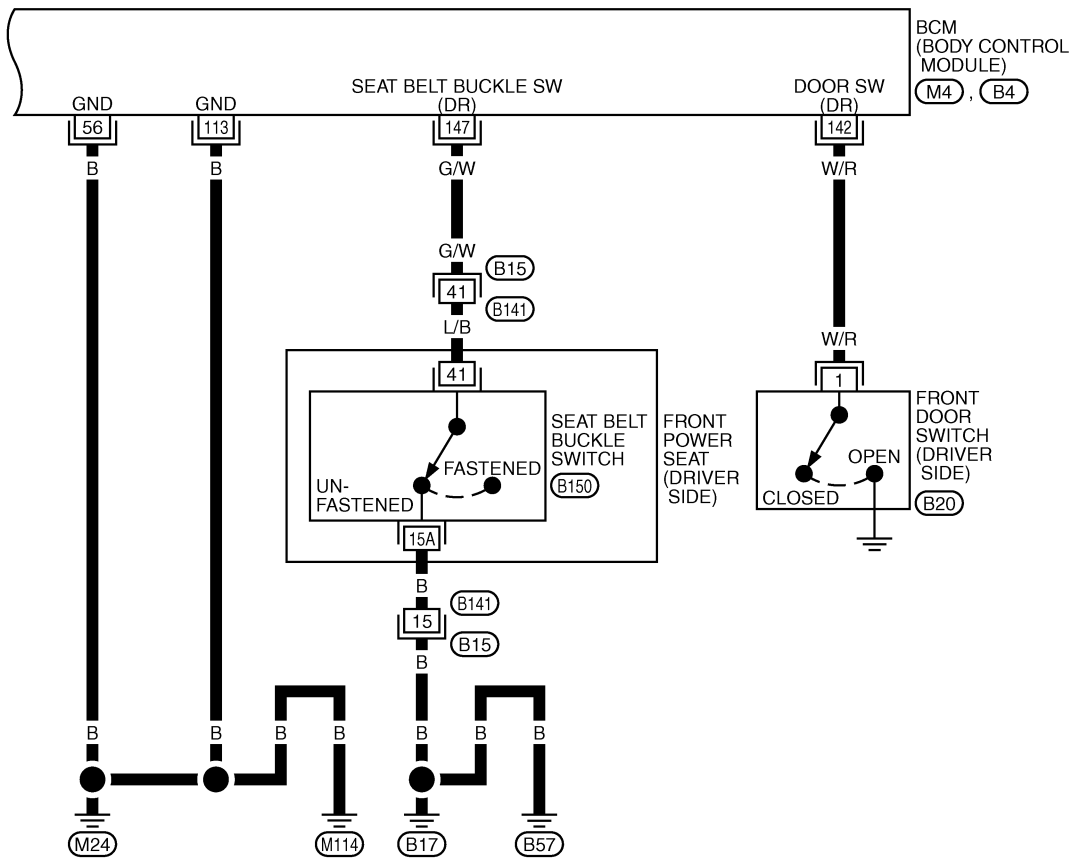 BCM
(BODY CONTROL
MODULE)
M4 , B4
SEAT BELT BUCKLE SW
(DR)
DOOR SW
(DR)
GND
GND
56
113
147
142
B
B
G/W
W/R
G/W
B15
41
B141
L/B
W/R
41
1
FRONT
DOOR
SWITCH
(DRIVER
SIDE)
B20
OPEN
CLOSED
SEAT BELT
BUCKLE
SWITCH
B150
FRONT
POWER
SEAT
(DRIVER
SIDE)
FASTENED
UN-
FASTENED
15A
B
B141
15
B15
B
B
B
B
B
B
B
M24
M114
B17
B57